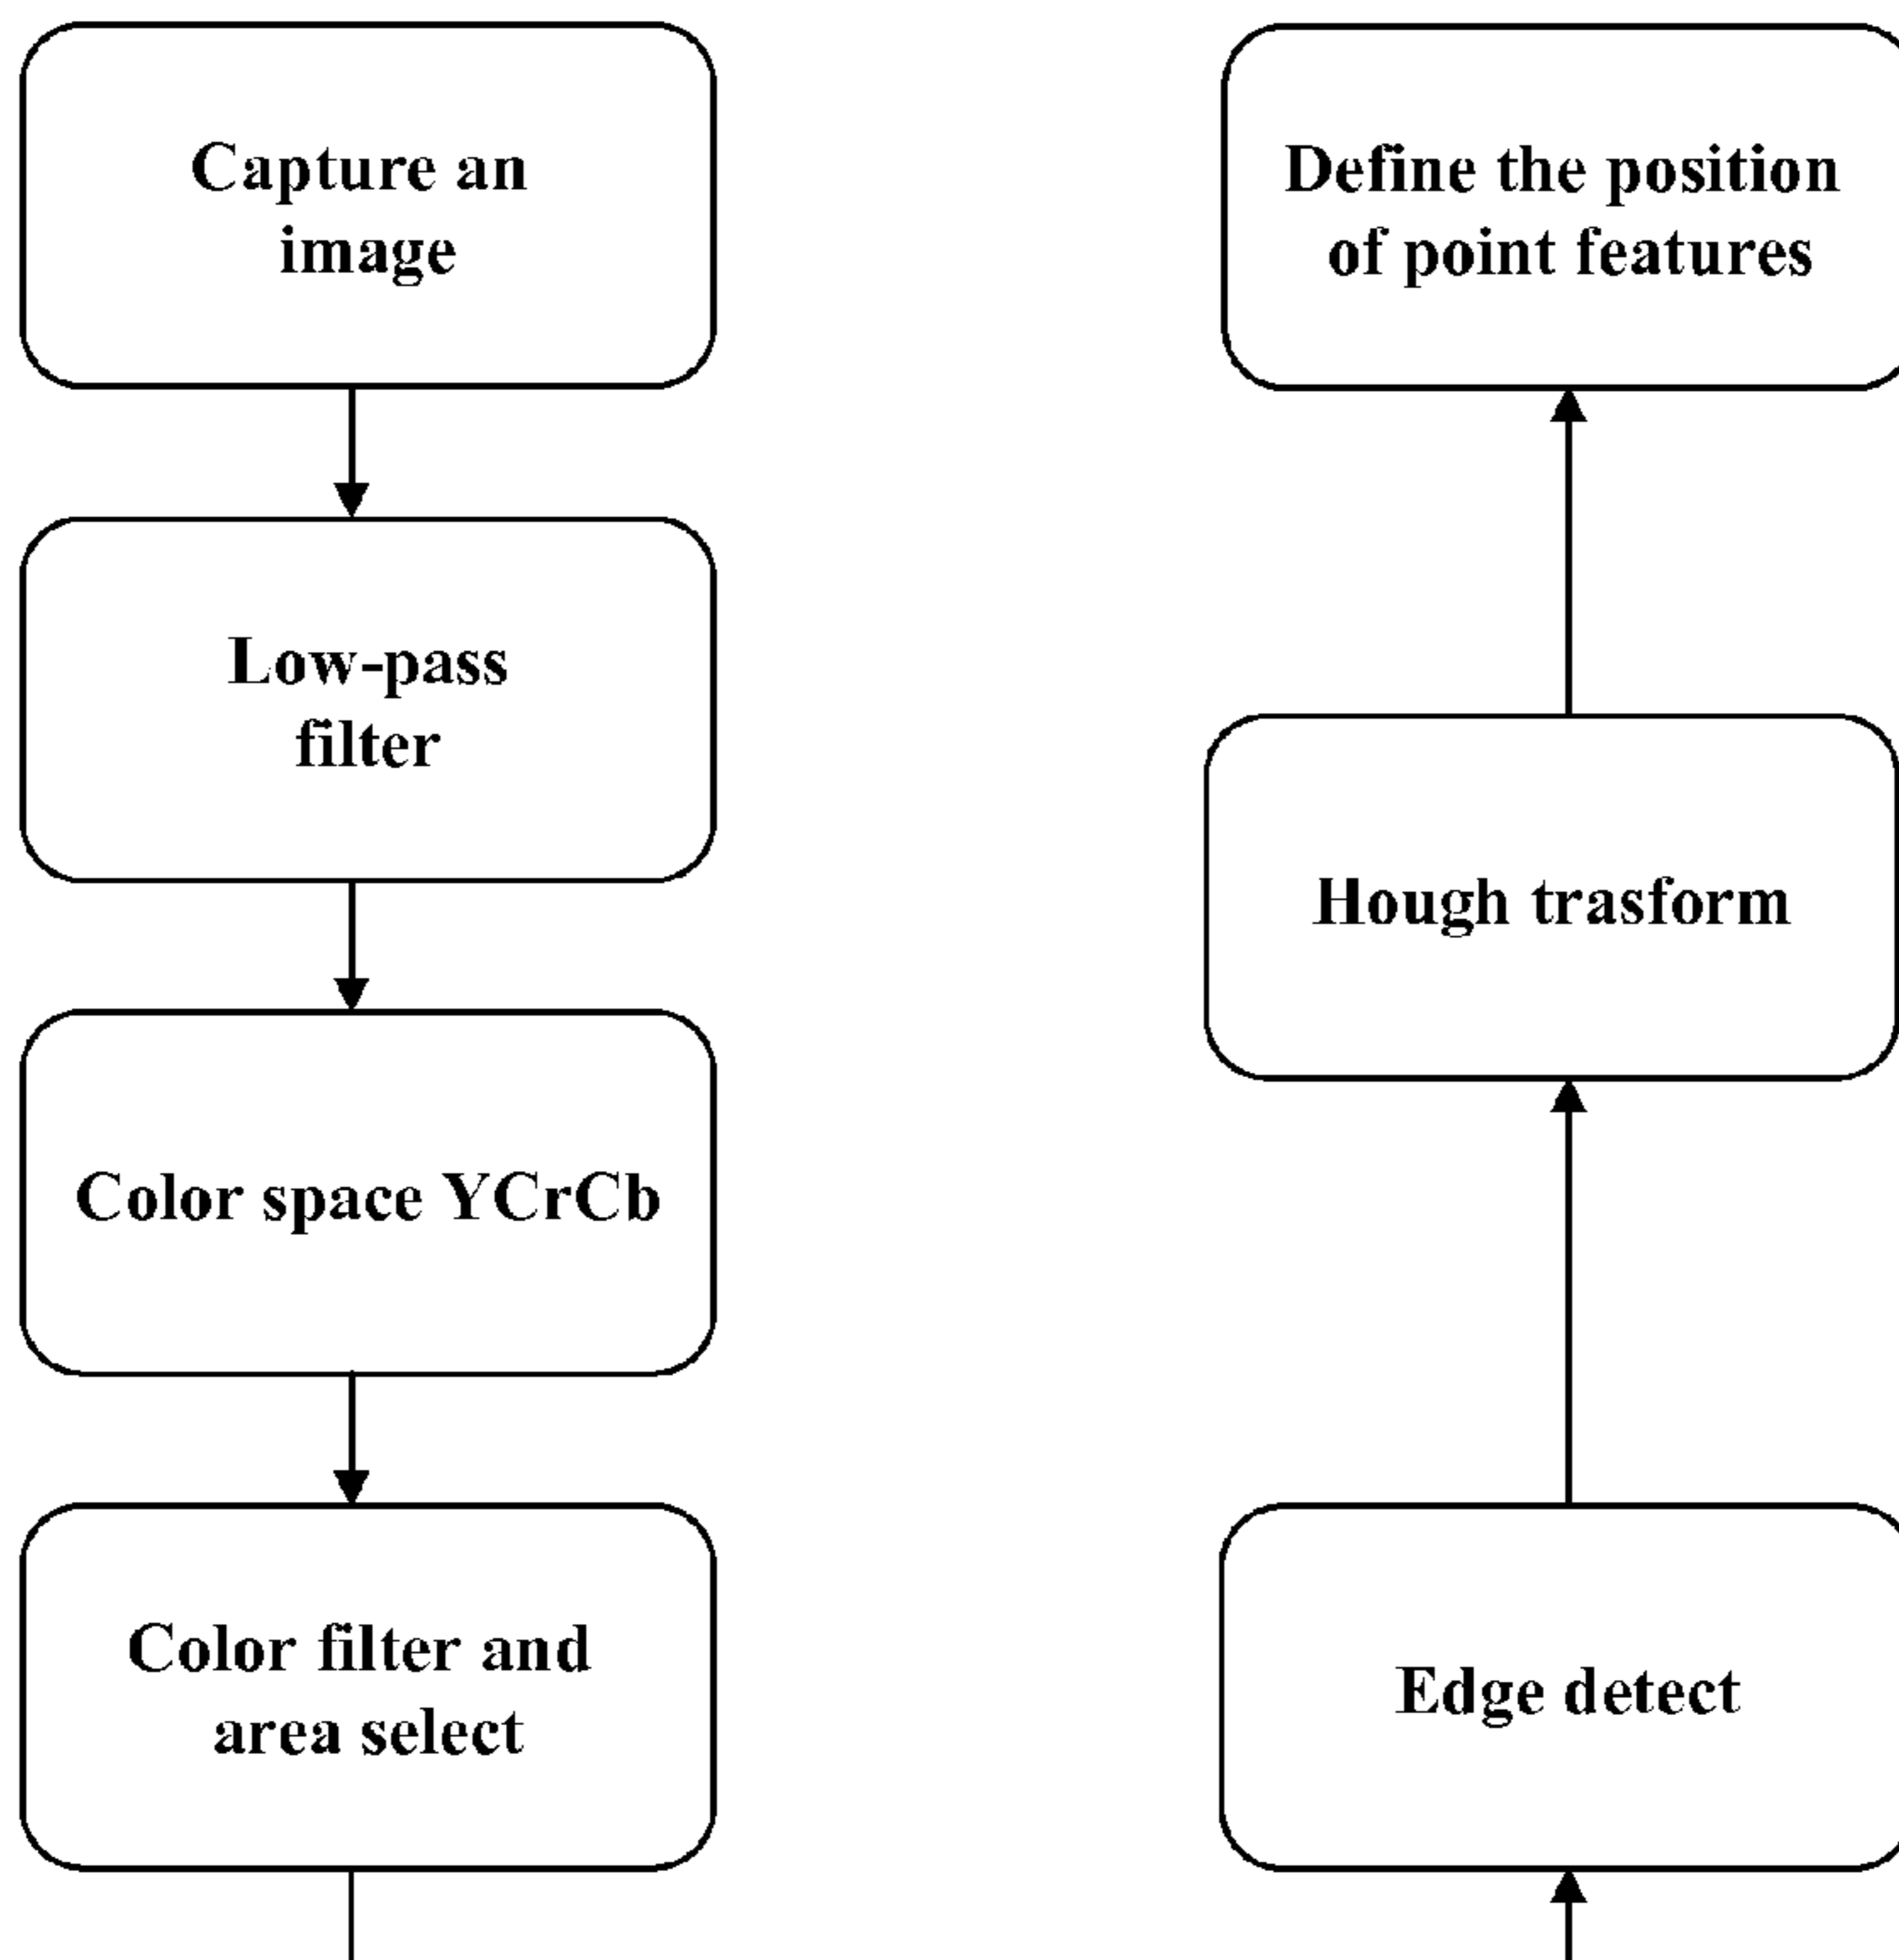 Capture an
image
Low-pass
filter
Color space YCrCb
Color filter and
area select
Define the position
of point features
Hough trasform
Edge detect